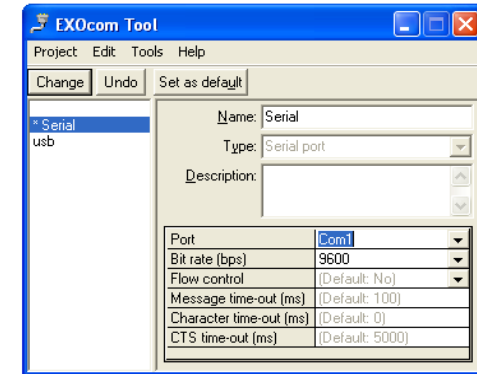 EXOcom Tool
Project Edit Tools Help
Change Undo Set as default
* Serial
usb
Name: Serial
Type: Serial port
Description:
Port Com1
Bit rate (bps) 9600
Flow control (Default: No)
Message time-out (ms) (Default: 100)
Character time-out (ms) (Default: 0)
CTS time-out (ms) (Default: 5000)